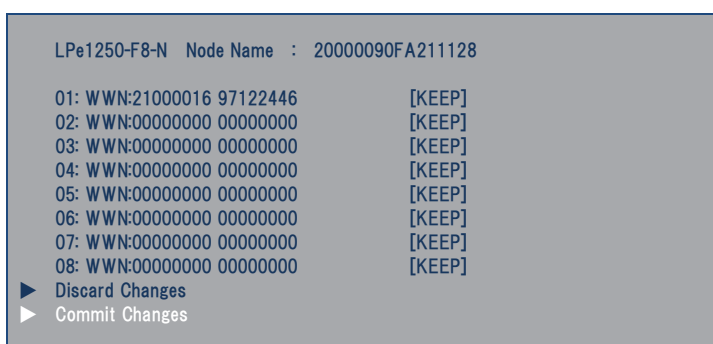 LPe1250-F8-N Node Name : 20000090FA211128
01: WWN:21000016 97122446 [KEEP]
02: WWN:00000000 00000000 [KEEP]
03: WWN:00000000 00000000 [KEEP]
04: WWN:00000000 00000000 [KEEP]
05: WWN:00000000 00000000 [KEEP]
06: WWN:00000000 00000000 [KEEP]
07: WWN:00000000 00000000 [KEEP]
08: WWN:00000000 00000000 [KEEP]
▶ Discard Changes
▶ Commit Changes